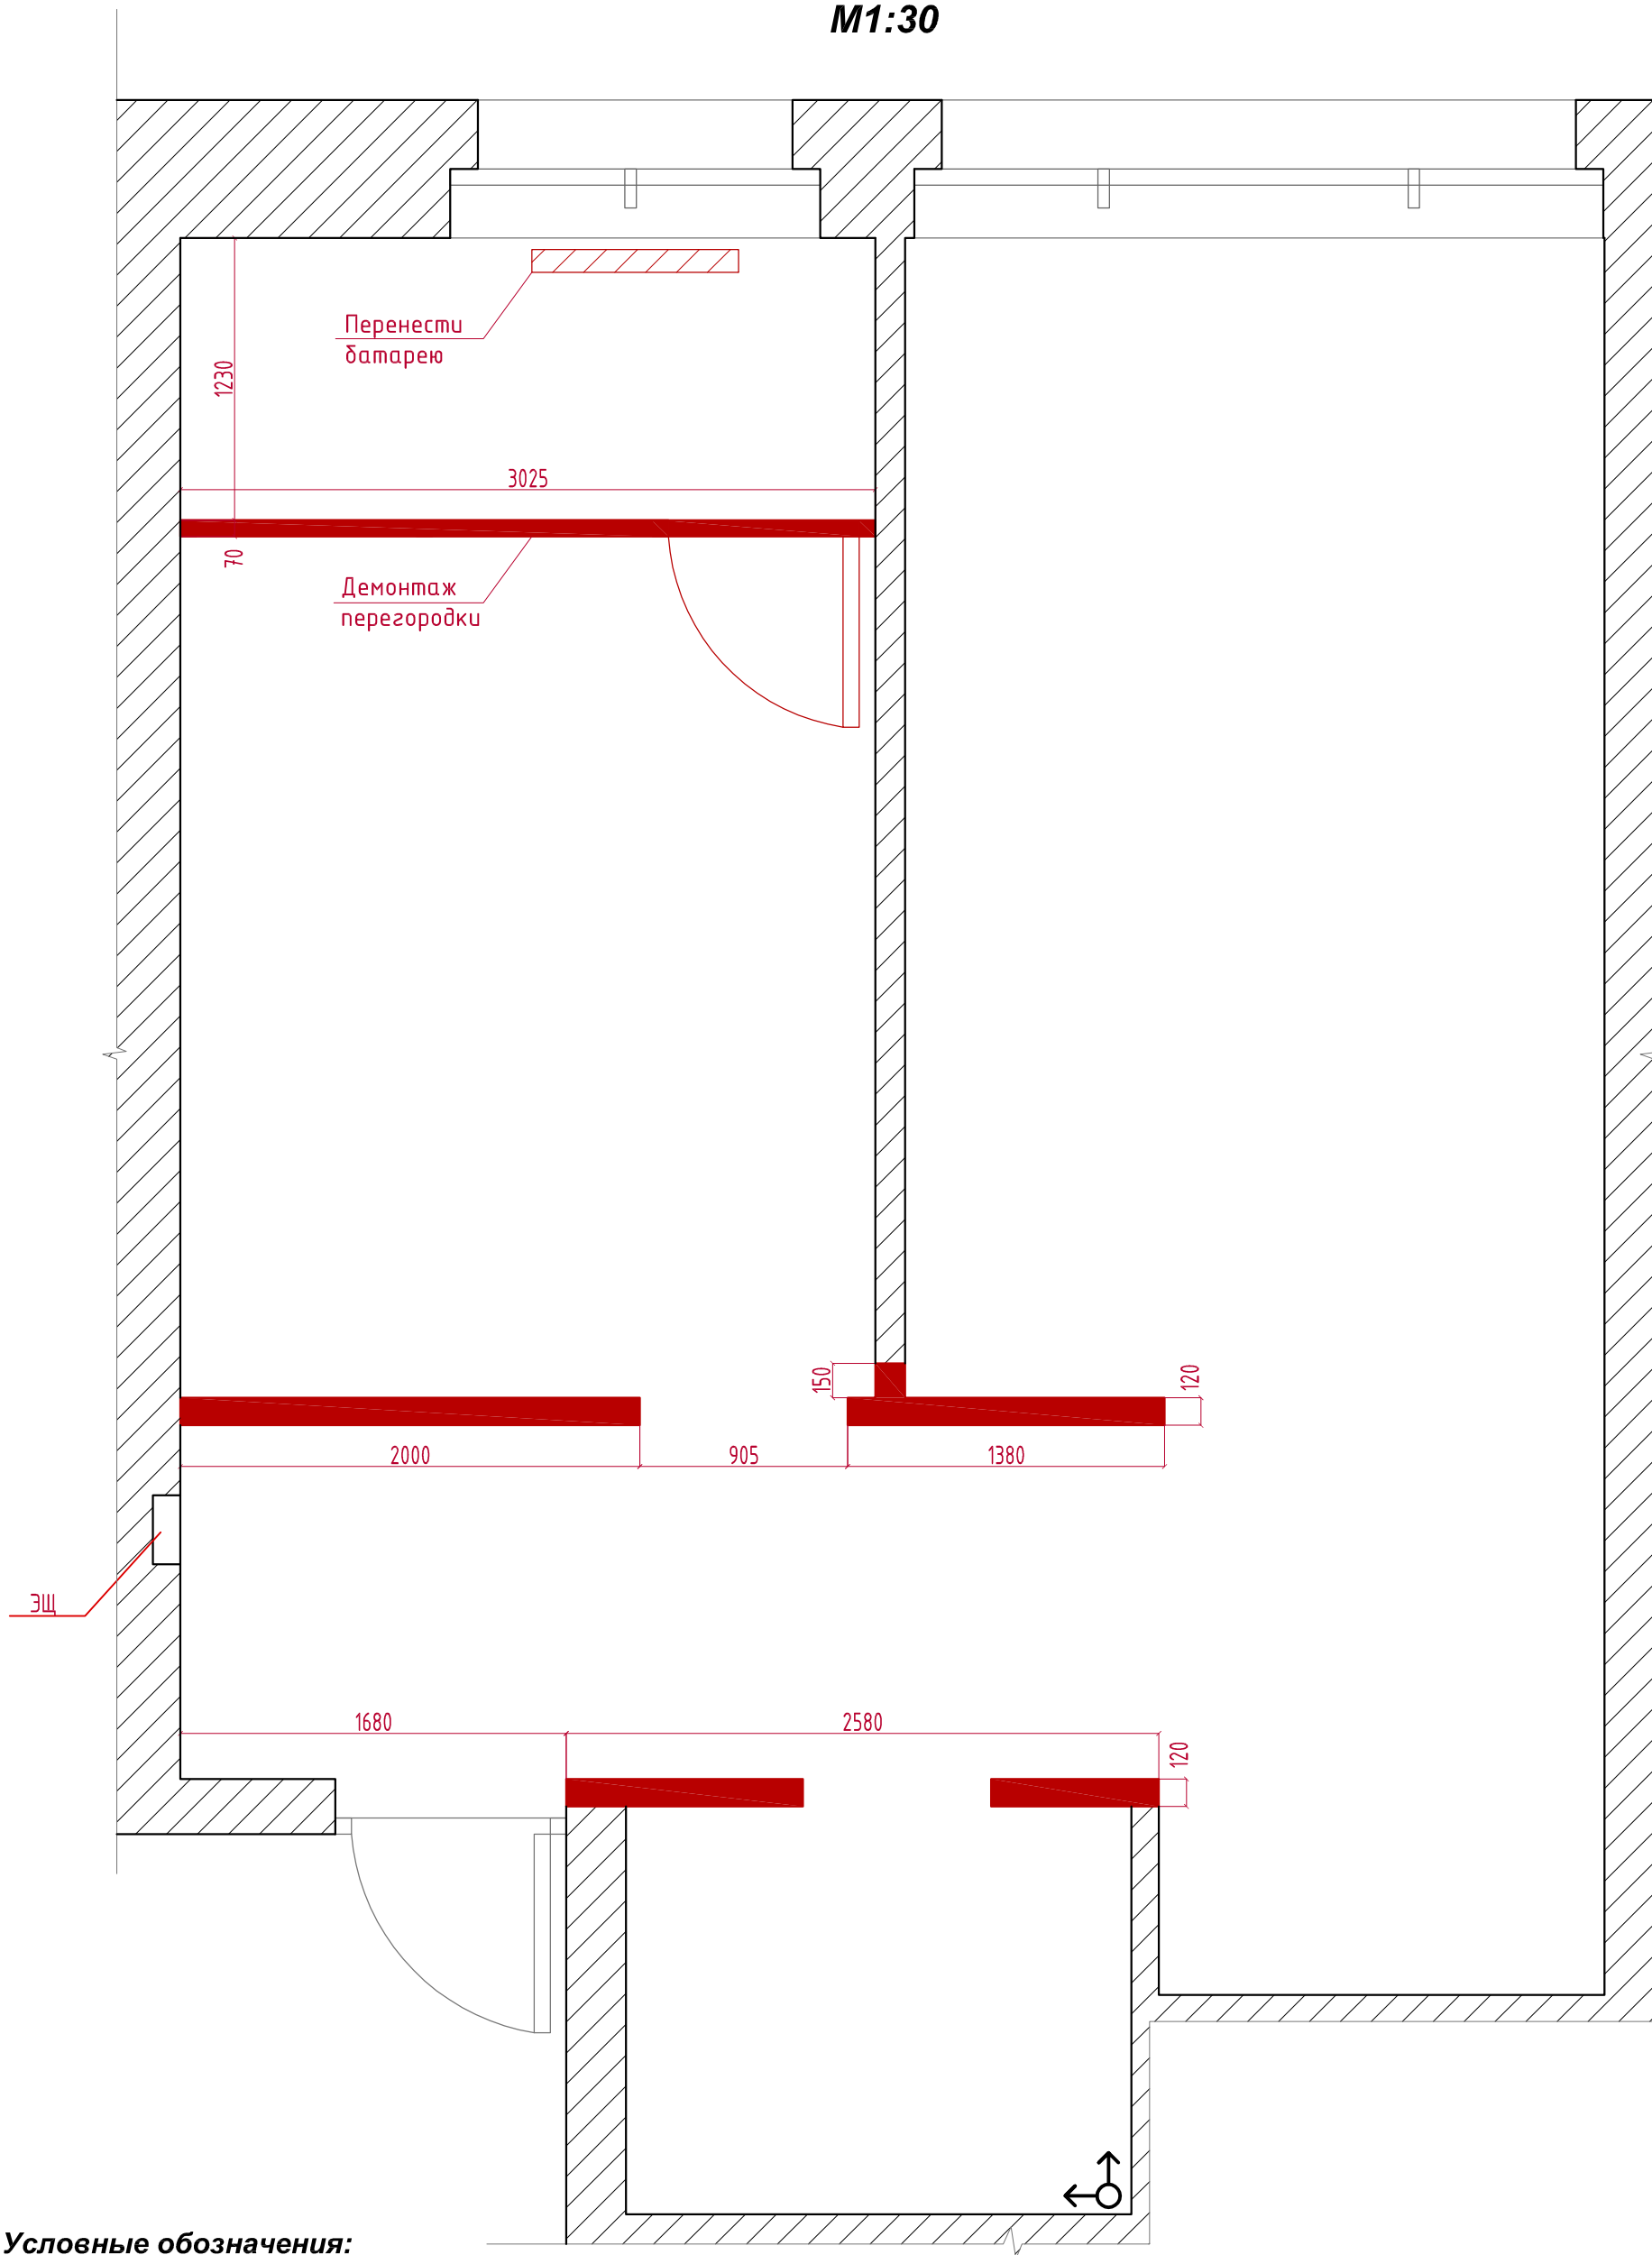 М1:30
Перенести
батарею
1230
3025
70
Демонтаж
перегородки
150
120
2000
905
1380
ЭЩ
1680
2580
120
Условные обозначения: